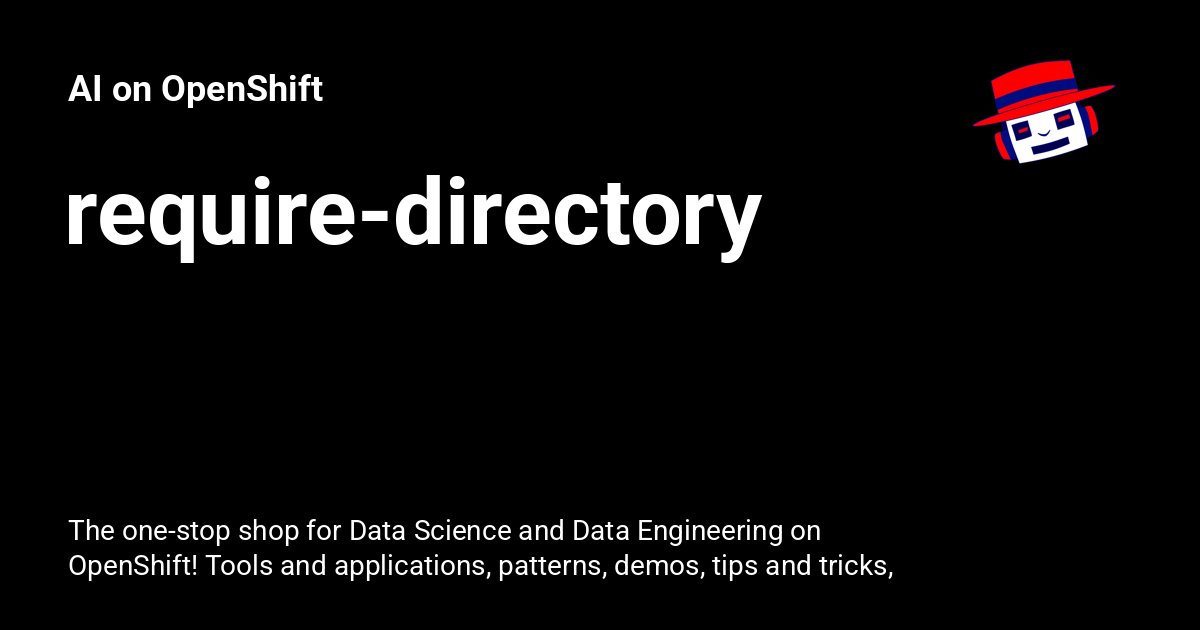 AI on OpenShift
require-directory
The one-stop shop for Data Science and Data Engineering on
OpenShift! Tools and applications, patterns, demos, tips and tricks,